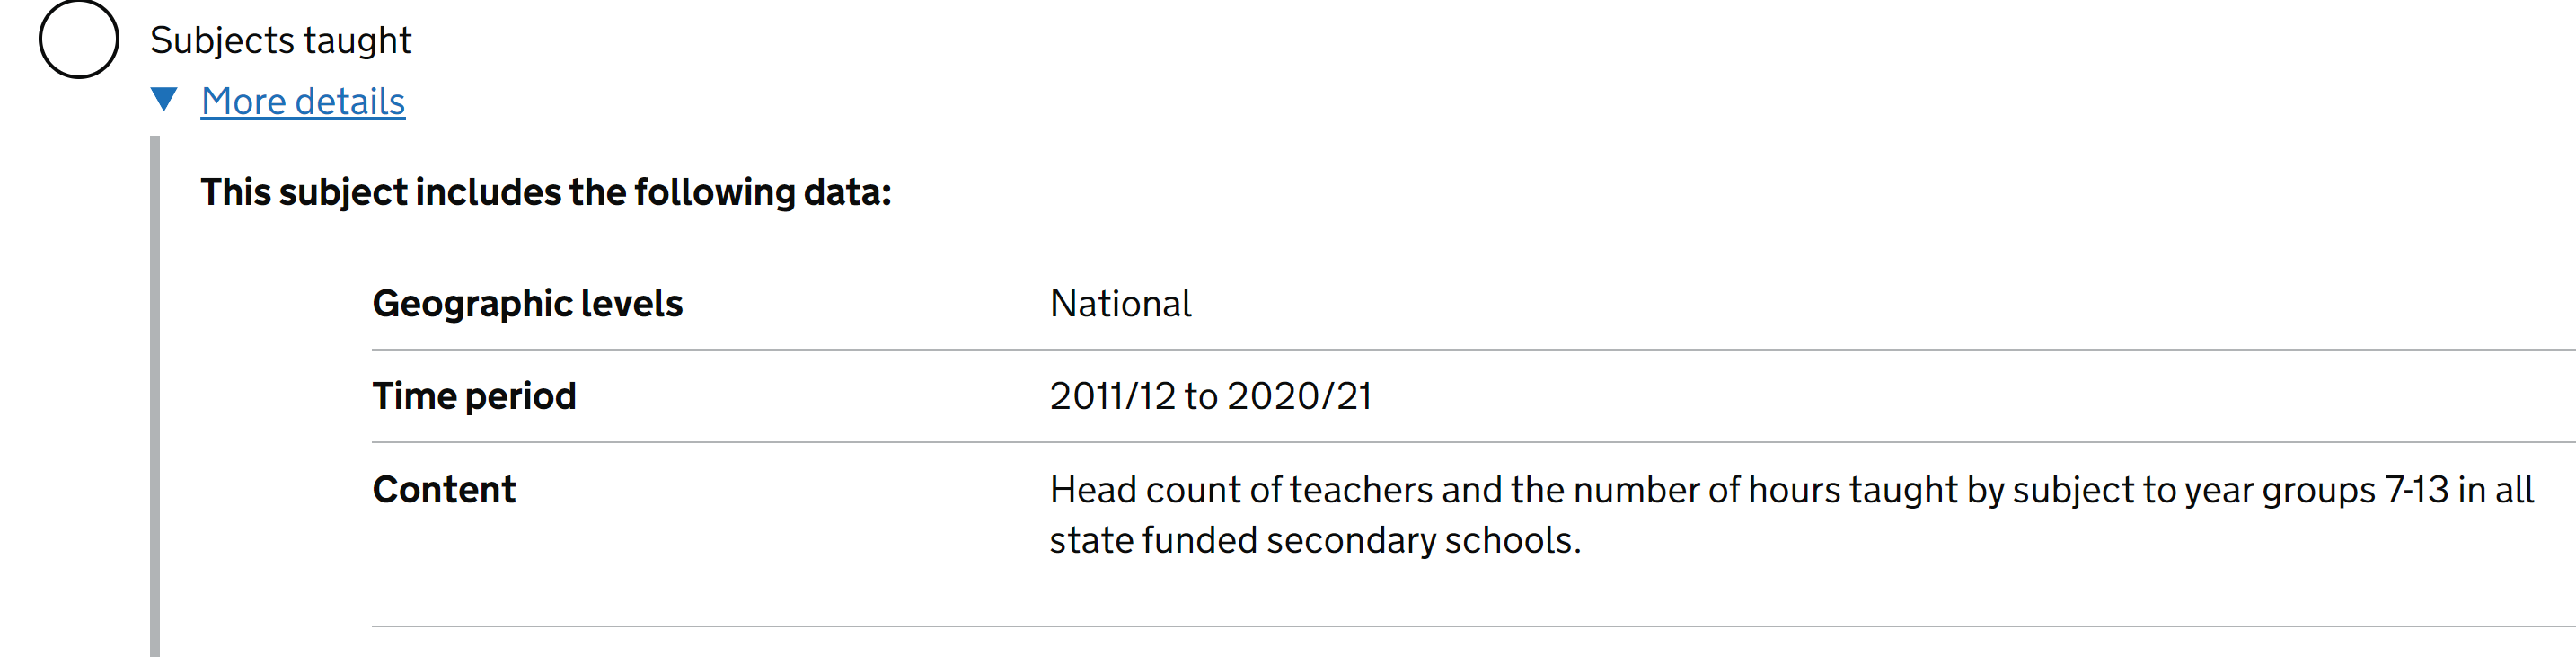 Subjects taught
More details
This subject includes the following data:
Geographic levels National
Time period 2011/12 to 2020/21
Content Head count of teachers and the number of hours taught by subject to year groups 7-13 in all
state funded secondary schools.